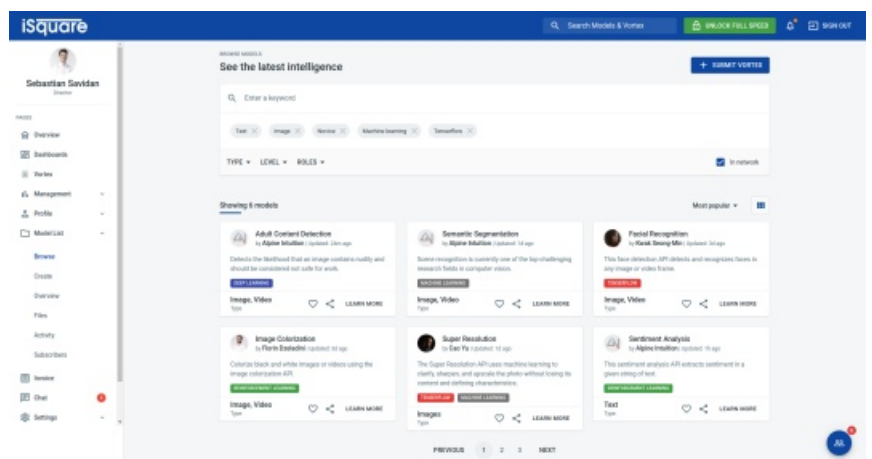 iSquare
Search Models & Vortex
UNLOCK FULL SPEED
SIGN OUT
Sebastian Savidan
Director
PAGES
Overview
Dashboards
Vortex
Management
Profile
Model List
Browse
Create
Overview
Files
Activity
Subscribers
Invoice
Chat
Settings
BROWSE MODELS
See the latest intelligence
+ SUBMIT VORTEX
Enter a keyword
Text
Image
Novice
Machine learning
Tensorflow
TYPE
LEVEL
ROLES
In network
Showing 6 models
Most popular
Adult Content Detection
by Alpine Intuition | Updated: 24m ago
Detects the likelihood that an image contains nudity and
should be considered not safe for work.
DEEP LEARNING
Image, Video
Type
LEARN MORE
Semantic Segmentation
by Alpine Intuition | Updated: 1d ago
Scene recognition is currently one of the top challenging
research fields in computer vision.
MACHINE LEARNING
Image, Video
Type
LEARN MORE
Facial Recognition
by Kwak Seong-Min | Updated: 3d ago
This face detection API detects and recognizes faces in
any image or video frame.
TENSORFLOW
Image, Video
Type
LEARN MORE
Image Colorization
by Florin Dzeladini | Updated: 3d ago
Colorize black and white images or videos using the
image colorization API.
REINFORCEMENT LEARNING
Image, Video
Type
LEARN MORE
Super Resolution
by Gao Yu | Updated: 1d ago
The Super Resolution API uses machine learning to
clarify, sharpen, and upscale the photo without losing its
content and defining characteristics.
TENSORFLOW
MACHINE LEARNING
Images
Type
LEARN MORE
Sentiment Analysis
by Alpine Intuition | Updated: 1h ago
This sentiment analysis API extracts sentiment in a
given string of text.
REINFORCEMENT LEARNING
Text
Type
LEARN MORE
PREVIOUS 1 2 3 NEXT